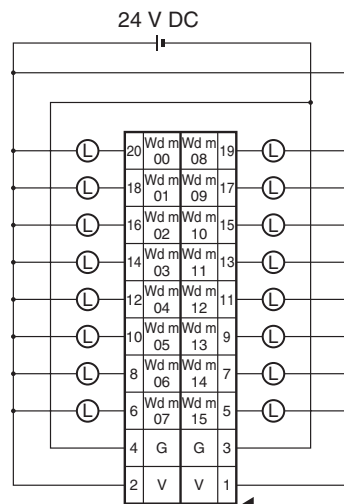 24 V DC
L 20 Wd m 00 Wd m 08 19 L
L 18 Wd m 01 Wd m 09 17 L
L 16 Wd m 02 Wd m 10 15 L
L 14 Wd m 03 Wd m 11 13 L
L 12 Wd m 04 Wd m 12 11 L
L 10 Wd m 05 Wd m 13 9 L
L 8 Wd m 06 Wd m 14 7 L
L 6 Wd m 07 Wd m 15 5 L
4 G G 3
2 V V 1